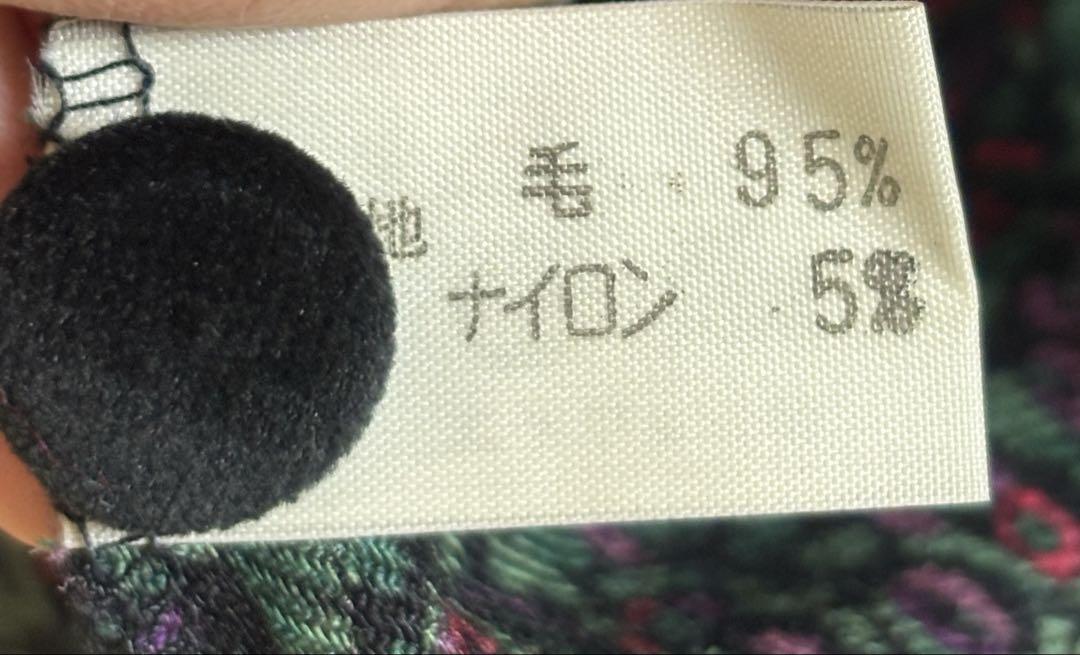 毛 95%
地
ナイロン 5%